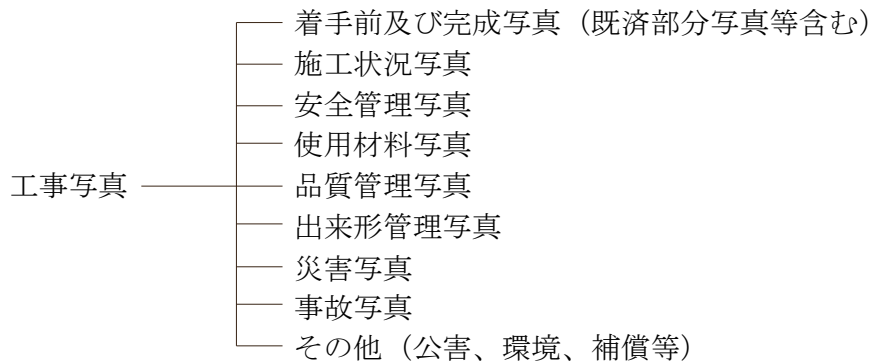 工事写真
着手前及び完成写真（既済部分写真等含む）
施工状況写真
安全管理写真
使用材料写真
品質管理写真
出来形管理写真
災害写真
事故写真
その他（公害、環境、補償等）